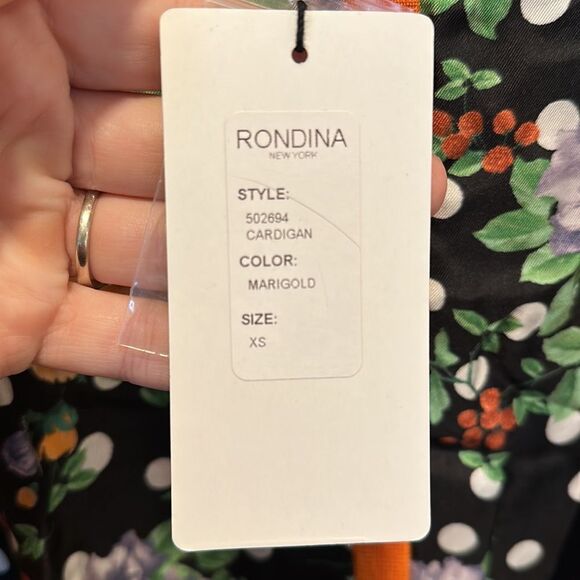 RONDINA
NEW YORK
STYLE:
502694
CARDIGAN
COLOR:
MARIGOLD
SIZE:
XS